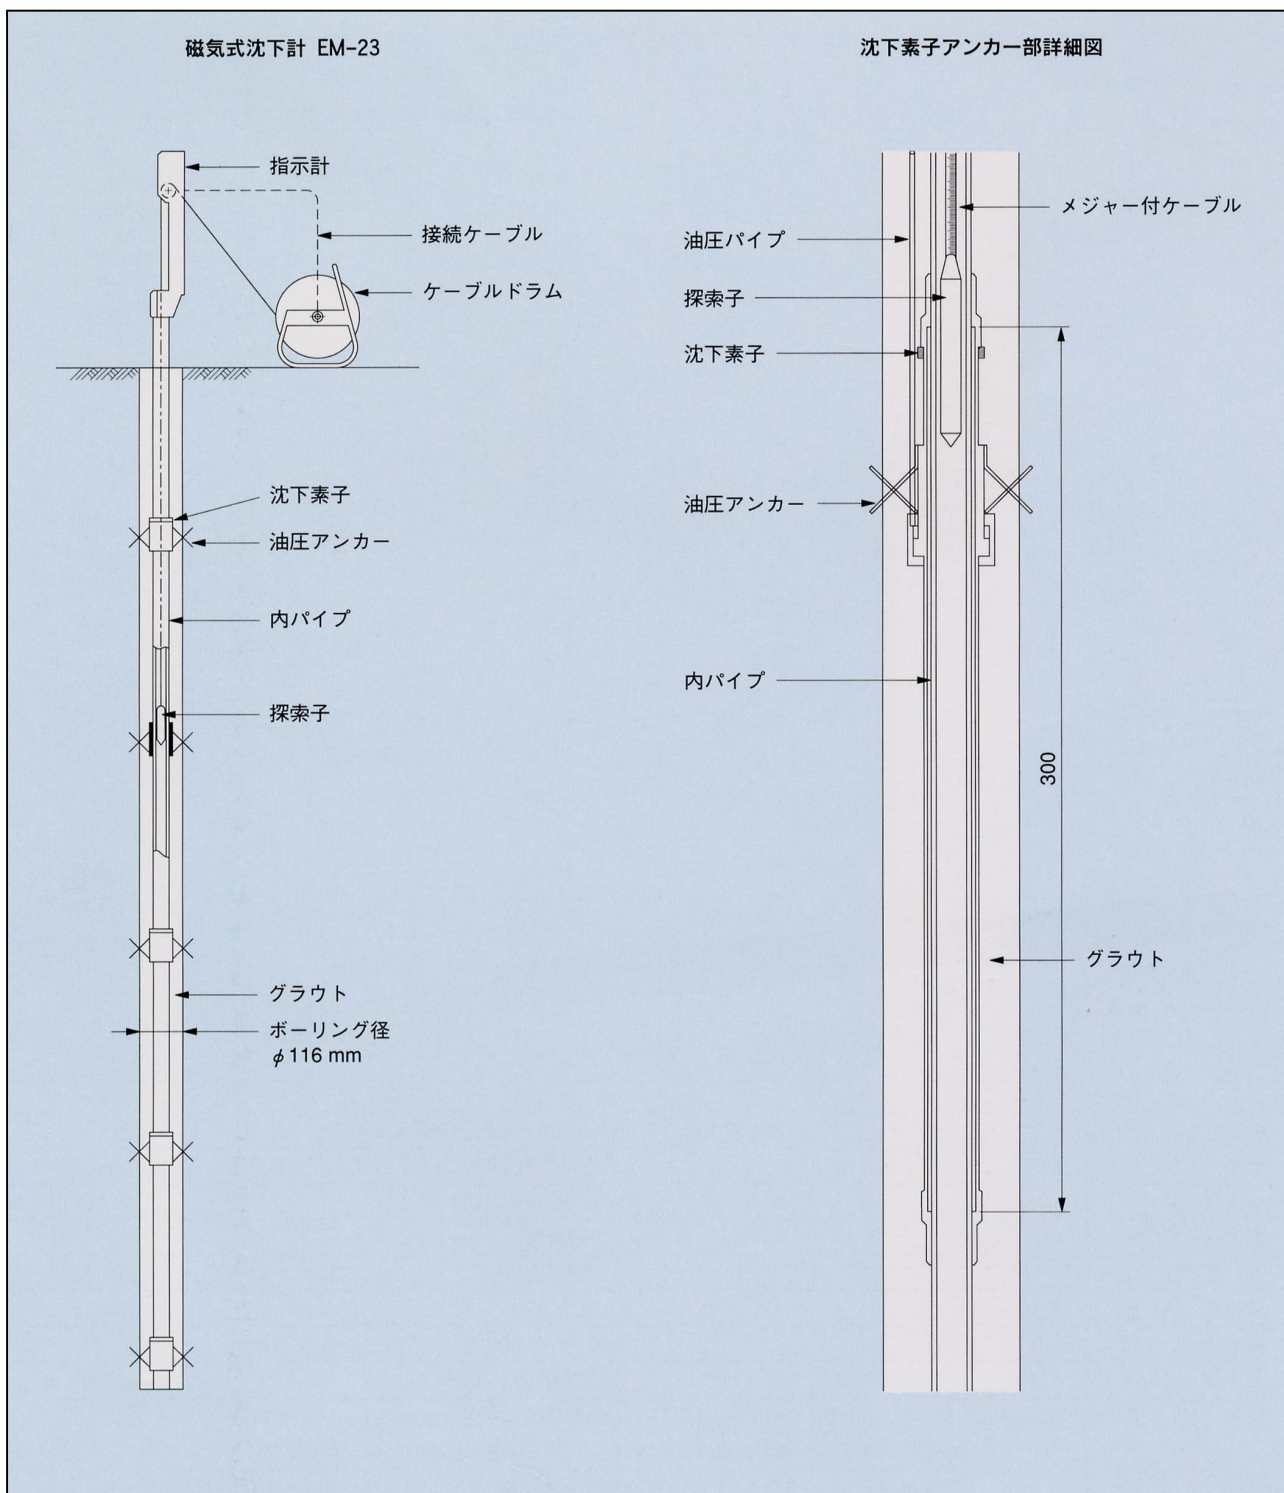 磁気式沈下計 EM-23
指示計
接続ケーブル
ケーブルドラム
沈下素子
油圧アンカー
内パイプ
探索子
グラウト
ボーリング径
φ116 mm
沈下素子アンカー部詳細図
メジャー付ケーブル
油圧パイプ
探索子
沈下素子
油圧アンカー
内パイプ
300
グラウト